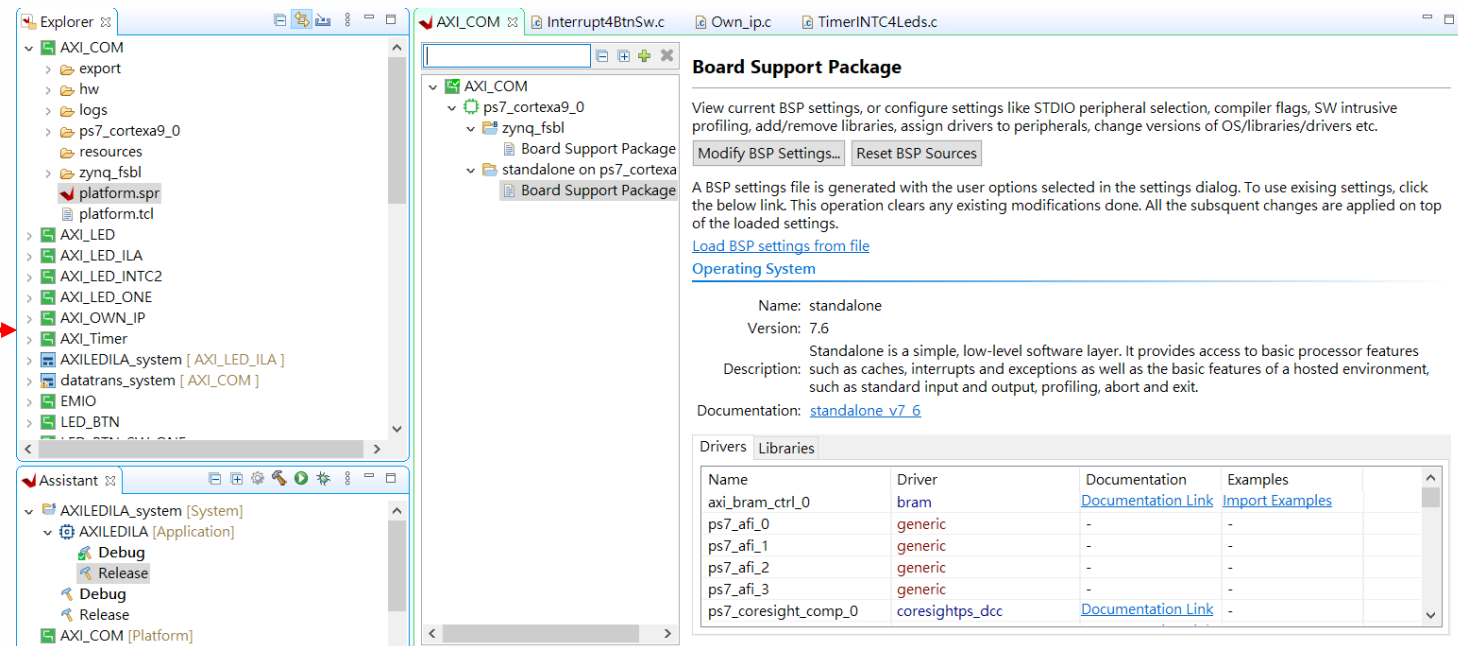 Explorer
AXI_COM
export
hw
logs
ps7_cortexa9_0
resources
zynq_fsbl
platform.spr
platform.tcl
AXI_LED
AXI_LED_ILA
AXI_LED_INTC2
AXI_LED_ONE
AXI_OWN_IP
AXI_Timer
AXILEDILA_system [ AXI_LED_ILA ]
datatrans_system [ AXI_COM ]
EMIO
LED_BTN
Assistant
AXILEDILA_system [System]
AXILEDILA [Application]
Debug
Release
Debug
Release
AXI_COM [Platform]
AXI_COM Interrupt4BtnSw.c Own_ip.c TimerINTC4Leds.c
AXI_COM
ps7_cortexa9_0
zynq_fsbl
Board Support Package
standalone on ps7_cortexa
Board Support Package
Board Support Package
View current BSP settings, or configure settings like STDIO peripheral selection, compiler flags, SW intrusive
profiling, add/remove libraries, assign drivers to peripherals, change versions of OS/libraries/drivers etc.
Modify BSP Settings... Reset BSP Sources
A BSP settings file is generated with the user options selected in the settings dialog. To use exising settings, click
the below link. This operation clears any existing modifications done. All the subsquent changes are applied on top
of the loaded settings.
Load BSP settings from file
Operating System
Name: standalone
Version: 7.6
Standalone is a simple, low-level software layer. It provides access to basic processor features
Description: such as caches, interrupts and exceptions as well as the basic features of a hosted environment,
such as standard input and output, profiling, abort and exit.
Documentation: standalone_v7_6
Drivers Libraries
Name Driver Documentation Examples
axi_bram_ctrl_0 bram Documentation Link Import Examples
ps7_afi_0 generic - -
ps7_afi_1 generic - -
ps7_afi_2 generic - -
ps7_afi_3 generic - -
ps7_coresight_comp_0 coresightps_dcc Documentation Link -